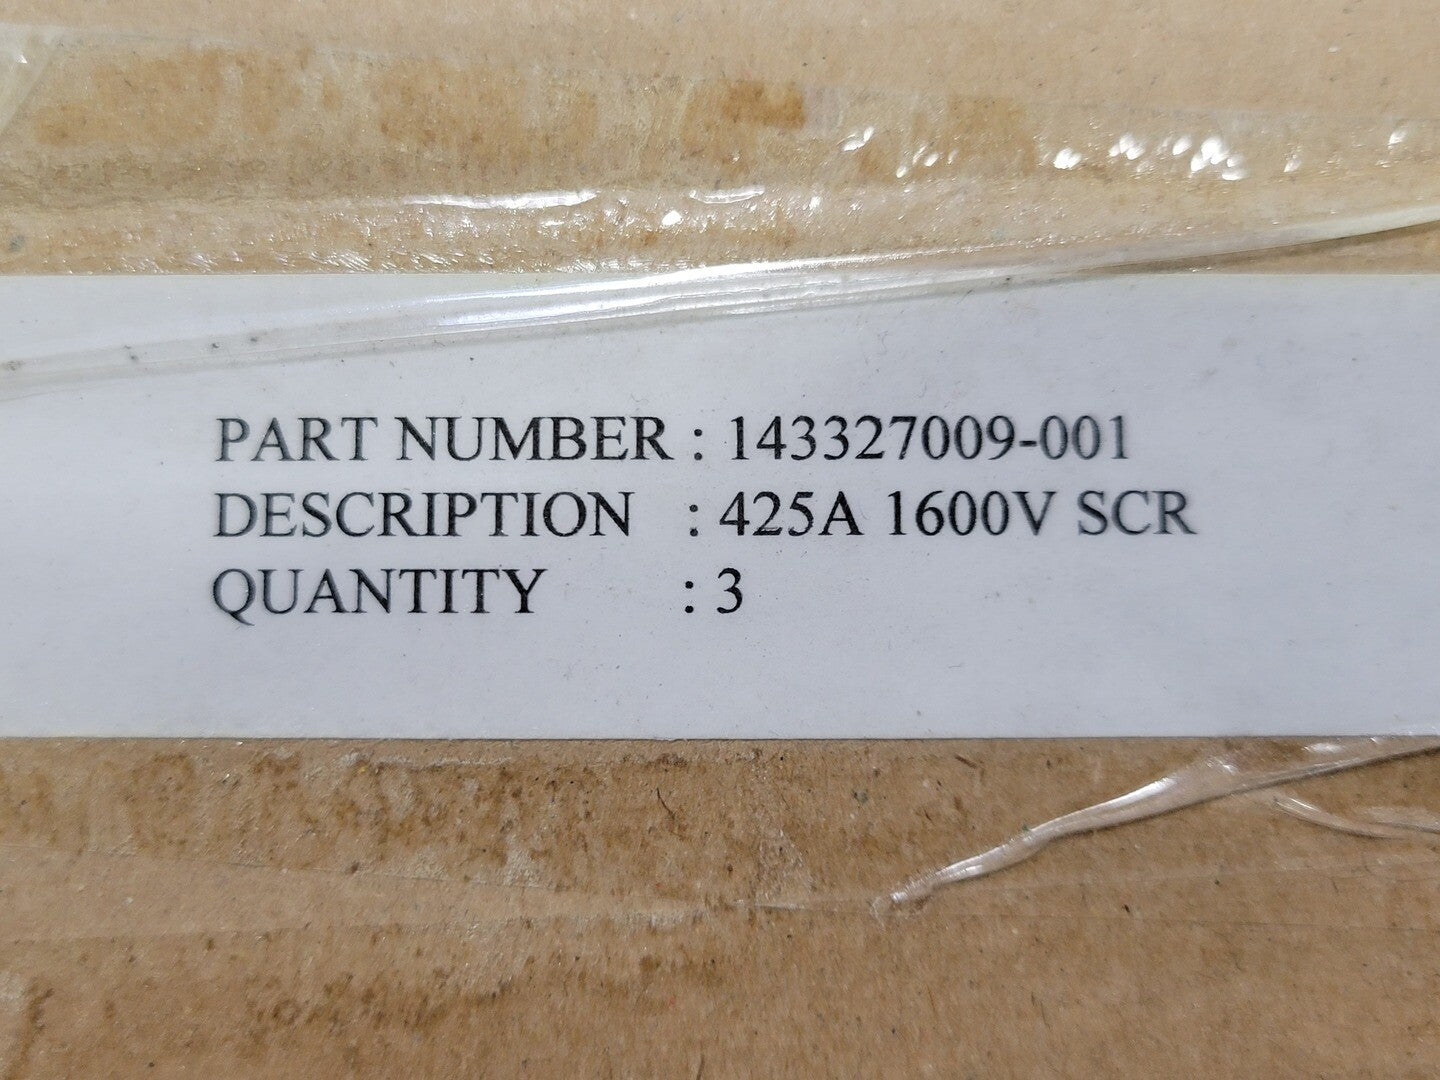 PART NUMBER : 143327009-001
DESCRIPTION : 425A 1600V SCR
QUANTITY : 3